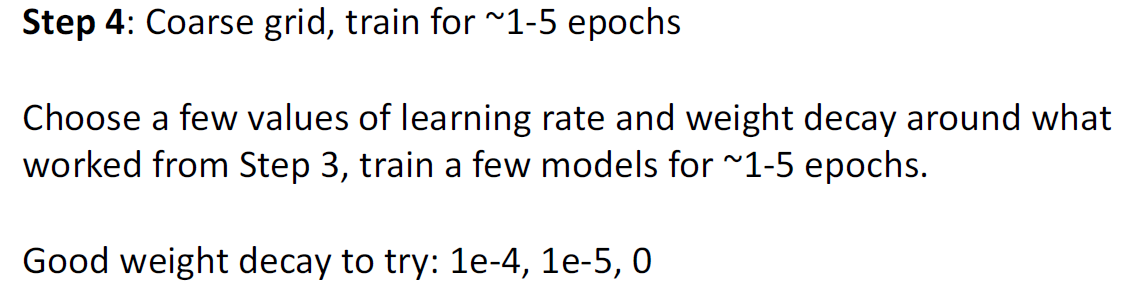 Step 4: Coarse grid, train for ~1-5 epochs
Choose a few values of learning rate and weight decay around what
worked from Step 3, train a few models for ~1-5 epochs.
Good weight decay to try: 1e-4, 1e-5, 0